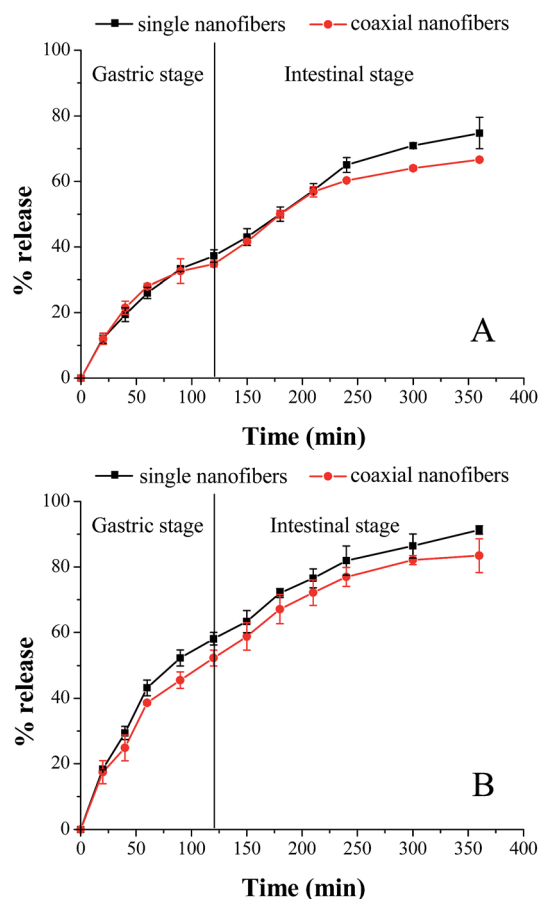 single nanofibers coaxial nanofibers
Gastric stage Intestinal stage
100
80
60
40
20
0
% release
A
0 50 100 150 200 250 300 350 400
Time (min)
single nanofibers coaxial nanofibers
Gastric stage Intestinal stage
100
80
60
40
20
0
% release
B
0 50 100 150 200 250 300 350 400
Time (min)